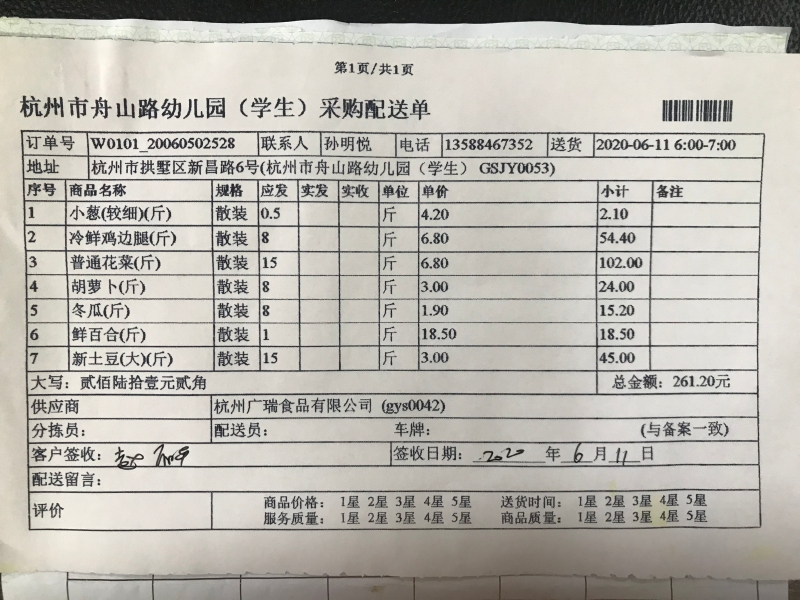 第1页/共1页
杭州市舟山路幼儿园（学生）采购配送单
订单号 W0101_20060502528 联系人 孙明悦 电话 13588467352 送货 2020-06-11 6:00-7:00
地址 杭州市拱墅区新昌路6号(杭州市舟山路幼儿园（学生）GSJY0053)
序号 商品名称 规格 应发 实发 实收 单位 单价 小计 备注
1 小葱(较细)(斤) 散装 0.5 斤 4.20 2.10
2 冷鲜鸡边腿(斤) 散装 8 斤 6.80 54.40
3 普通花菜(斤) 散装 15 斤 6.80 102.00
4 胡萝卜(斤) 散装 8 斤 3.00 24.00
5 冬瓜(斤) 散装 8 斤 1.90 15.20
6 鲜百合(斤) 散装 1 斤 18.50 18.50
7 新土豆(大)(斤) 散装 15 斤 3.00 45.00
大写：贰佰陆拾壹元贰角 总金额：261.20元
供应商 杭州广瑞食品有限公司 (gys0042)
分拣员： 配送员： 车牌： (与备案一致)
客户签收： 签收日期： 2020 年 6 月 11 日
配送留言：
评价 商品价格： 1星 2星 3星 4星 5星 送货时间： 1星 2星 3星 4星 5星
服务质量： 1星 2星 3星 4星 5星 商品质量： 1星 2星 3星 4星 5星